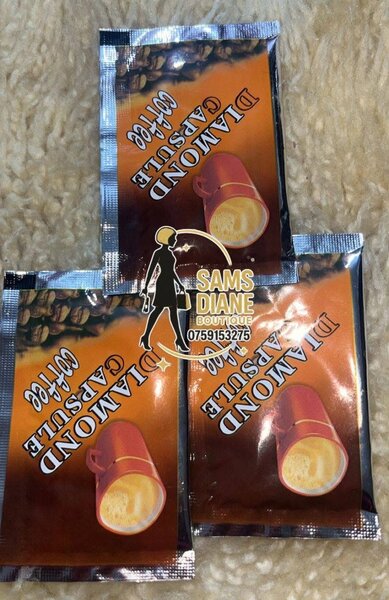 DIAMOND
CAPSULE
coffee
SAMS
DIANE
BOUTIQUE
0759153275
DIAMOND
CAPSULE
coffee
DIAMOND
CAPSULE
coffee